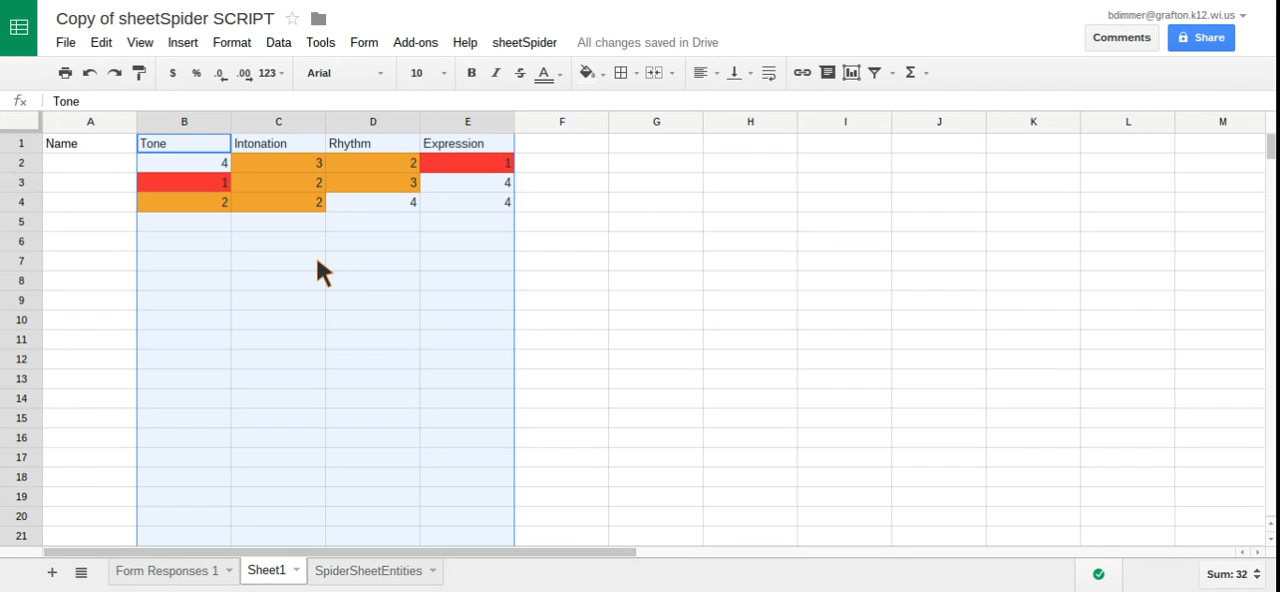 Copy of sheetSpider SCRIPT
bdimmer@grafton.k12.wi.us
File Edit View Insert Format Data Tools Form Add-ons Help sheetSpider All changes saved in Drive
Comments Share
$ % .0 .00 123 Arial 10 B I S A Σ
fx Tone
A B C D E F G H I J K L M
1 Name Tone Intonation Rhythm Expression
2 4 3 2 1
3 1 2 3 4
4 2 2 4 4
5
6
7
8
9
10
11
12
13
14
15
16
17
18
19
20
21
+ Form Responses 1 Sheet1 SpiderSheetEntities Sum: 32